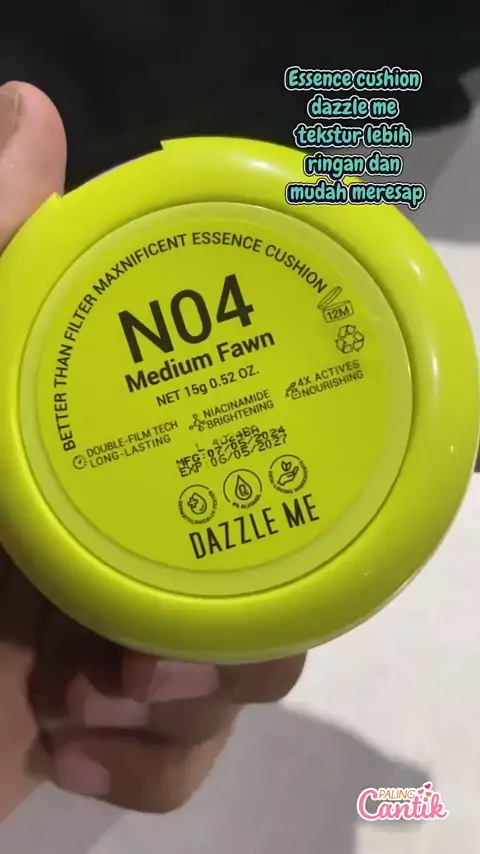 Essence cushion
dazzle me
tekstur lebih
ringan dan
mudah meresap
BETTER THAN FILTER MAXNIFICENT ESSENCE CUSHION
N04
Medium Fawn
NET 15g 0.52 OZ.
12M
DOUBLE-FILM TECH
LONG-LASTING
NIACINAMIDE
BRIGHTENING
4X ACTIVES
NOURISHING
MFG:07/05/2024
EXP:06/05/2027
DAZZLE ME
PALING
Cantik